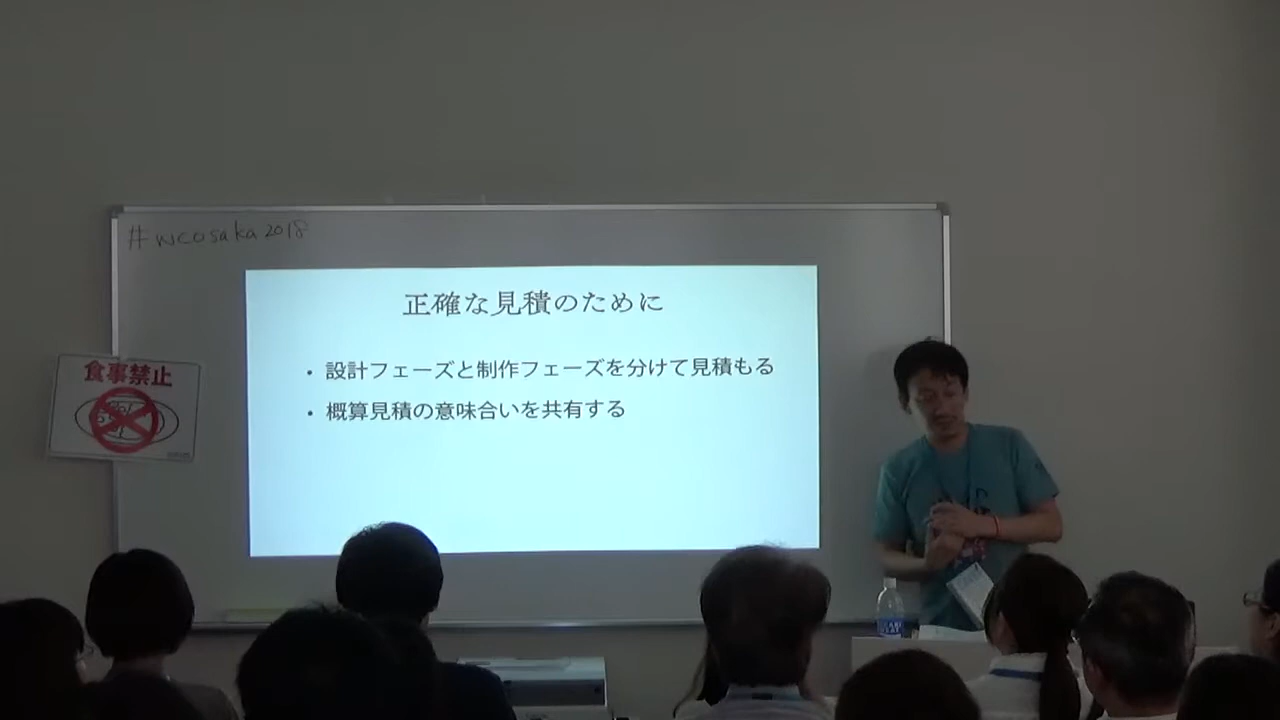 #wcosaka2018
正確な見積のために
• 設計フェーズと制作フェーズを分けて見積もる
• 概算見積の意味合いを共有する
食事禁止